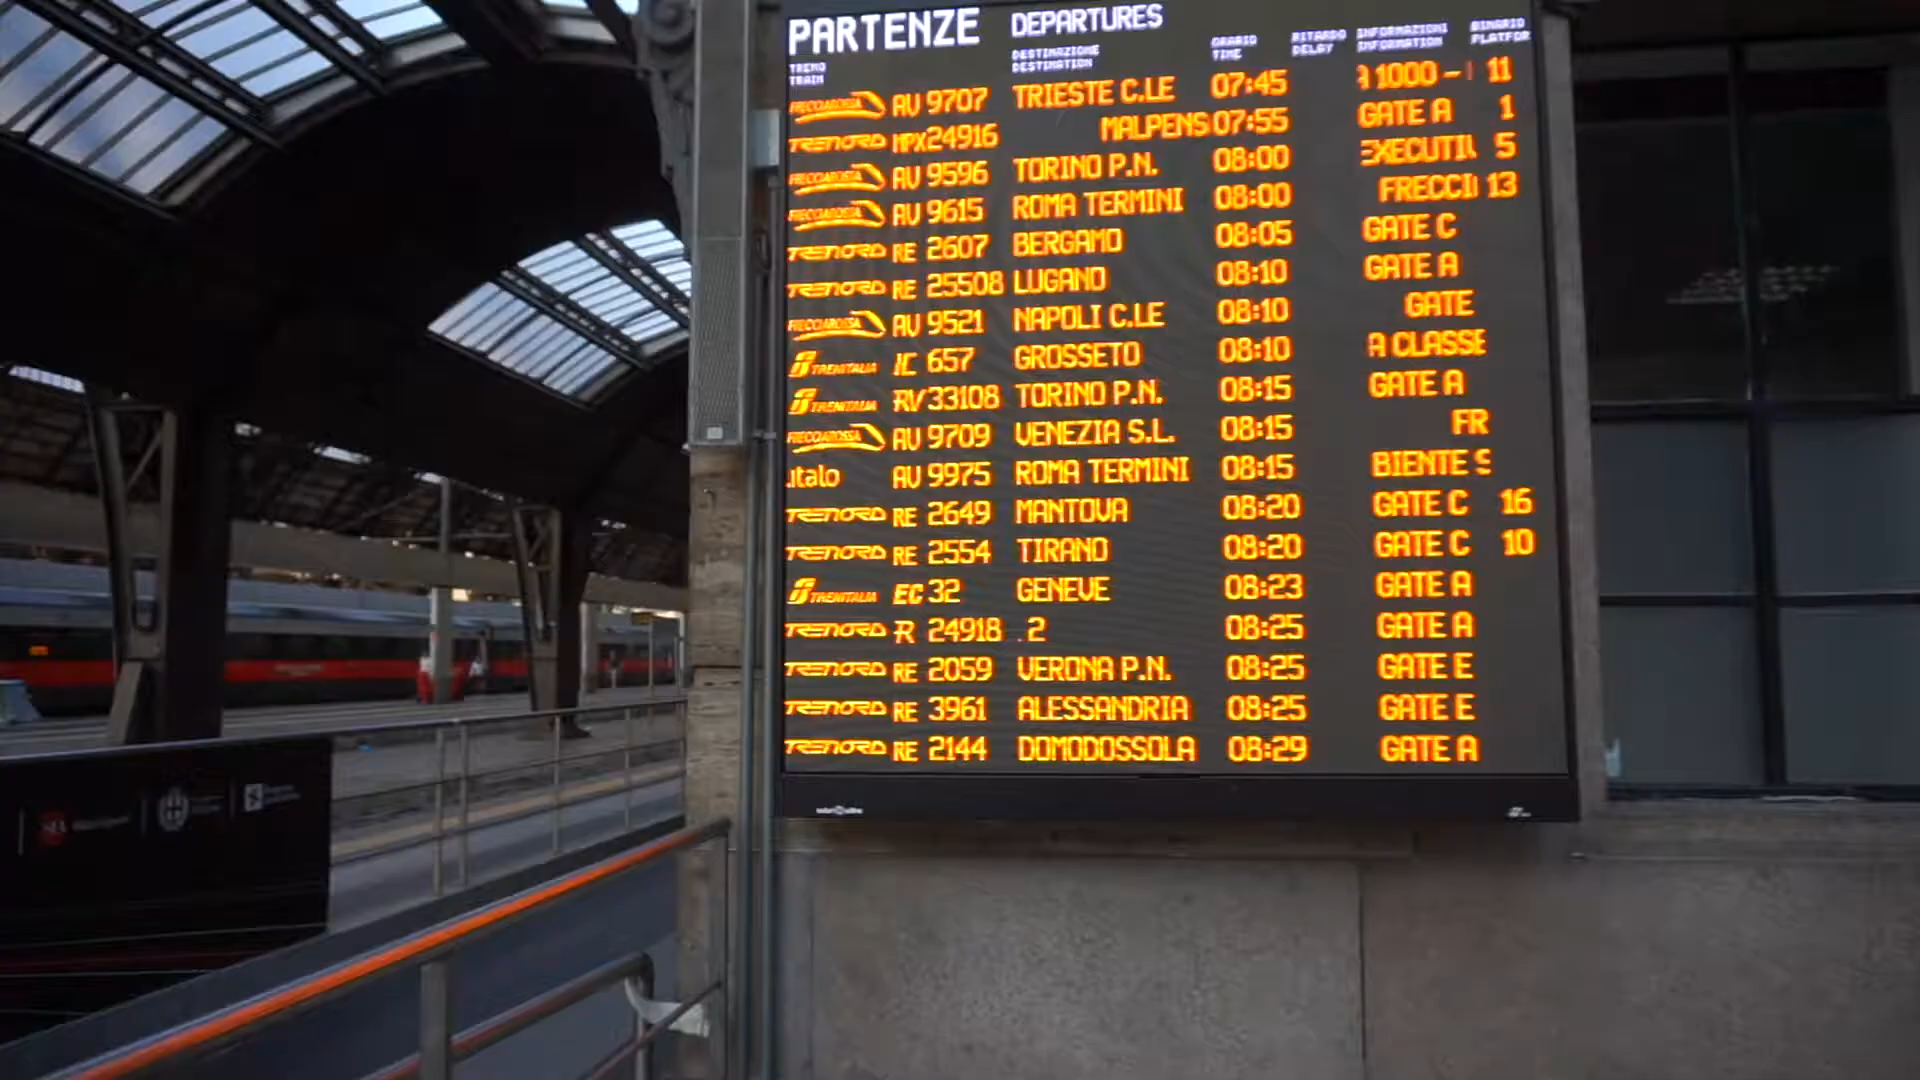 PARTENZE DEPARTURES
TRENO DESTINAZIONE ORARIO RITARDO INFORMAZIONI BINARIO
TRAIN DESTINATION TIME DELAY INFORMATION PLATFOR
FRECCIAROSSA AV 9707 TRIESTE C.LE 07:45 A 1000 - 11
TRENORD MPX24916 MALPENS 07:55 GATE A 1
FRECCIAROSSA AV 9596 TORINO P.N. 08:00 EXECUTIV 5
FRECCIAROSSA AV 9615 ROMA TERMINI 08:00 FRECCI 13
TRENORD RE 2607 BERGAMO 08:05 GATE C
TRENORD RE 25508 LUGANO 08:10 GATE A
FRECCIAROSSA AV 9521 NAPOLI C.LE 08:10 GATE
TRENITALIA IC 657 GROSSETO 08:10 A CLASSE
TRENITALIA RV 33108 TORINO P.N. 08:15 GATE A
FRECCIAROSSA AV 9709 VENEZIA S.L. 08:15 FR
.italo AV 9975 ROMA TERMINI 08:15 BIENTE S
TRENORD RE 2649 MANTOVA 08:20 GATE C 16
TRENORD RE 2554 TIRANO 08:20 GATE C 10
TRENITALIA EC 32 GENEVE 08:23 GATE A
TRENORD R 24918 .2 08:25 GATE A
TRENORD RE 2059 VERONA P.N. 08:25 GATE E
TRENORD RE 3961 ALESSANDRIA 08:25 GATE E
TRENORD RE 2144 DOMODOSSOLA 08:29 GATE A